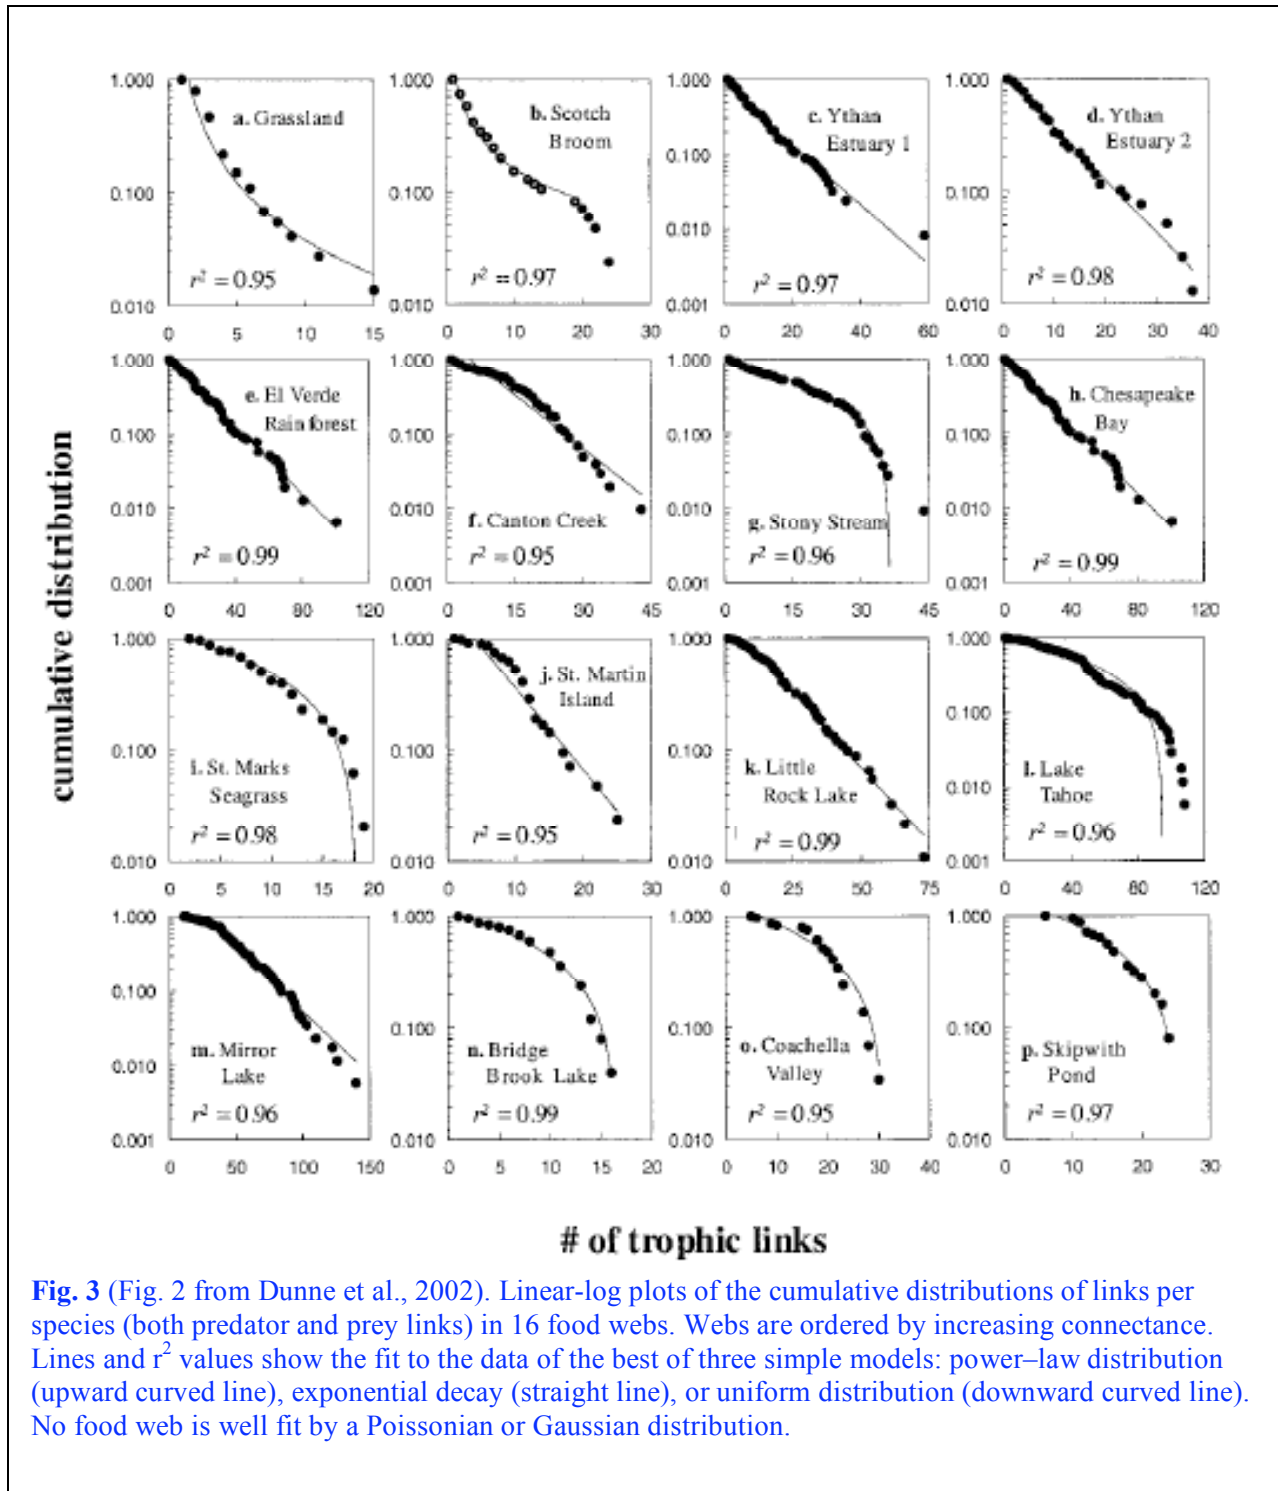 1.000
0.100
0.010
a. Grassland
r² = 0.95
0 5 10 15
1.000
0.100
0.010
b. Scotch
Broom
r² = 0.97
0 10 20 30
1.000
0.100
0.010
0.001
c. Ythan
Estuary 1
r² = 0.97
0 20 40 60
1.000
0.100
0.010
d. Ythan
Estuary 2
r² = 0.98
0 10 20 30 40
1.000
0.100
0.010
0.001
e. El Verde
Rainforest
r² = 0.99
0 40 80 120
1.000
0.100
0.010
0.001
f. Canton Creek
r² = 0.95
0 15 30 45
1.000
0.100
0.010
0.001
g. Stony Stream
r² = 0.96
0 15 30 45
1.000
0.100
0.010
0.001
h. Chesapeake
Bay
r² = 0.99
0 40 80 120
cumulative distribution
1.000
0.100
0.010
i. St. Marks
Seagrass
r² = 0.98
0 5 10 15 20
1.000
0.100
0.010
j. St. Martin
Island
r² = 0.95
0 10 20 30
1.000
0.100
0.010
k. Little
Rock Lake
r² = 0.99
0 25 50 75
1.000
0.100
0.010
0.001
l. Lake
Tahoe
r² = 0.96
0 40 80 120
1.000
0.100
0.010
0.001
m. Mirror
Lake
r² = 0.96
0 50 100 150
1.000
0.100
0.010
n. Bridge
Brook Lake
r² = 0.99
0 5 10 15 20
1.000
0.100
0.010
o. Coachella
Valley
r² = 0.95
0 10 20 30 40
1.000
0.100
0.010
p. Skipwith
Pond
r² = 0.97
0 10 20 30
# of trophic links
Fig. 3 (Fig. 2 from Dunne et al., 2002). Linear-log plots of the cumulative distributions of links per
species (both predator and prey links) in 16 food webs. Webs are ordered by increasing connectance.
Lines and r² values show the fit to the data of the best of three simple models: power–law distribution
(upward curved line), exponential decay (straight line), or uniform distribution (downward curved line).
No food web is well fit by a Poissonian or Gaussian distribution.